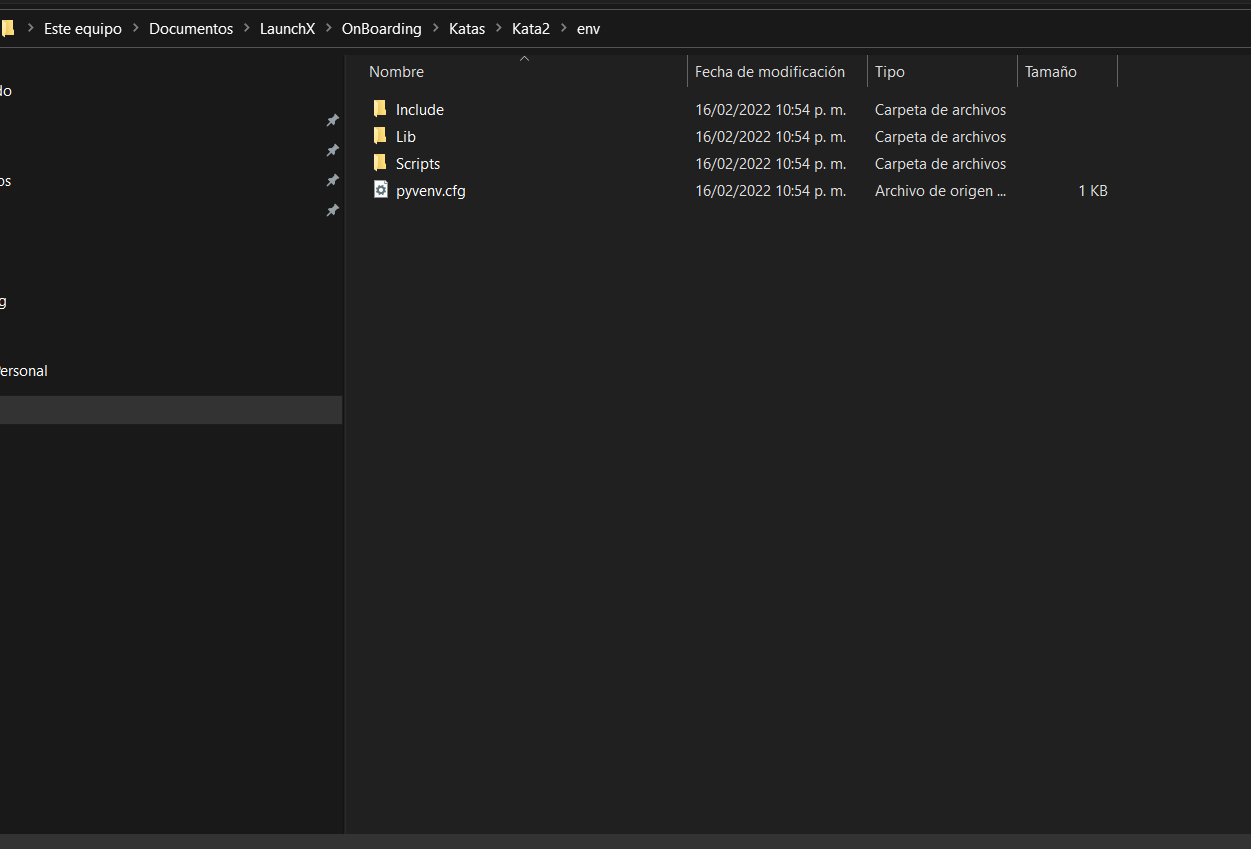 Este equipo > Documentos > LaunchX > OnBoarding > Katas > Kata2 > env
Nombre Fecha de modificación Tipo Tamaño
do
Include 16/02/2022 10:54 p. m. Carpeta de archivos
Lib 16/02/2022 10:54 p. m. Carpeta de archivos
Scripts 16/02/2022 10:54 p. m. Carpeta de archivos
os
pyvenv.cfg 16/02/2022 10:54 p. m. Archivo de origen ... 1 KB
g
ersonal